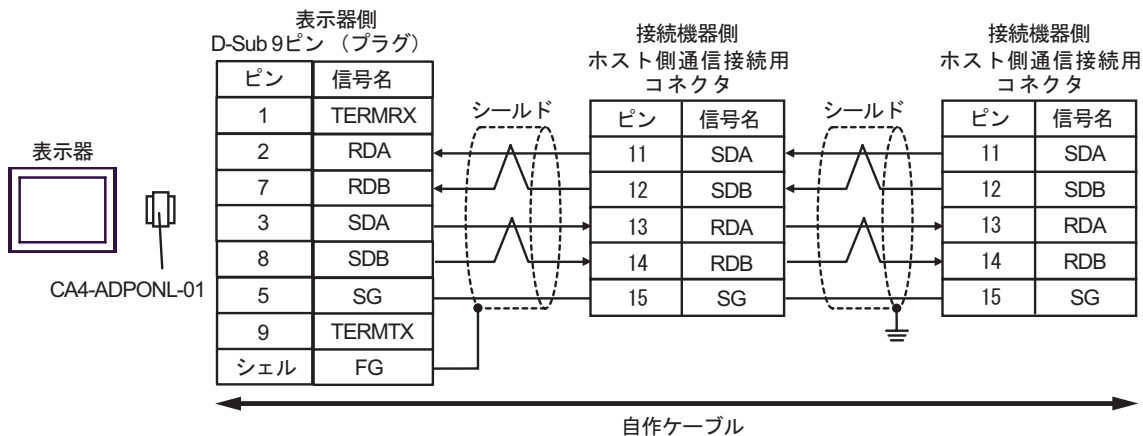 表示器側
D-Sub 9ピン （プラグ）
ピン 信号名
1 TERMRX
2 RDA
7 RDB
3 SDA
8 SDB
5 SG
9 TERMTX
シェル FG
表示器
CA4-ADPONL-01
シールド
接続機器側
ホスト側通信接続用
コネクタ
ピン 信号名
11 SDA
12 SDB
13 RDA
14 RDB
15 SG
シールド
接続機器側
ホスト側通信接続用
コネクタ
ピン 信号名
11 SDA
12 SDB
13 RDA
14 RDB
15 SG
自作ケーブル